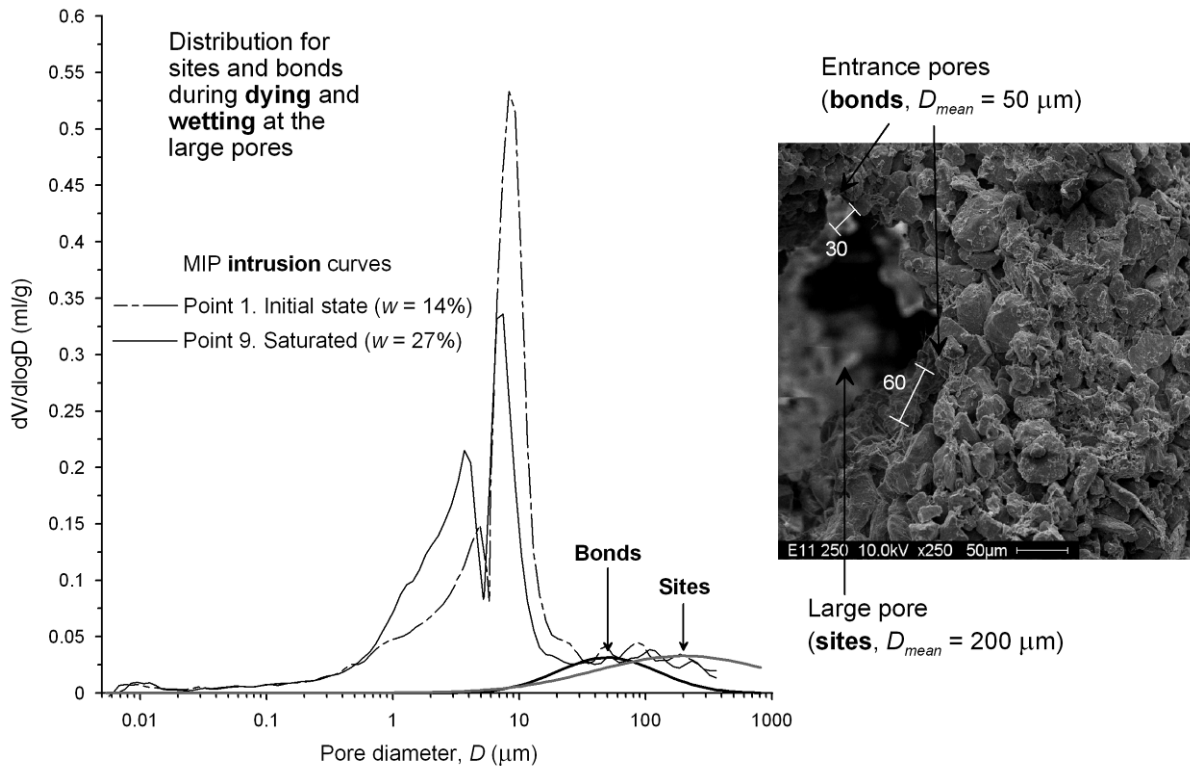 0.6
0.55
0.5
0.45
0.4
0.35
0.3
0.25
0.2
0.15
0.1
0.05
0
dV/dlogD (ml/g)
Distribution for
sites and bonds
during dying and
wetting at the
large pores
MIP intrusion curves
Point 1. Initial state (w = 14%)
Point 9. Saturated (w = 27%)
Bonds
Sites
0.01 0.1 1 10 100 1000
Pore diameter, D (μm)
Entrance pores
(bonds, Dmean = 50 μm)
30
60
E11 250 10.0kV x250 50μm
Large pore
(sites, Dmean = 200 μm)